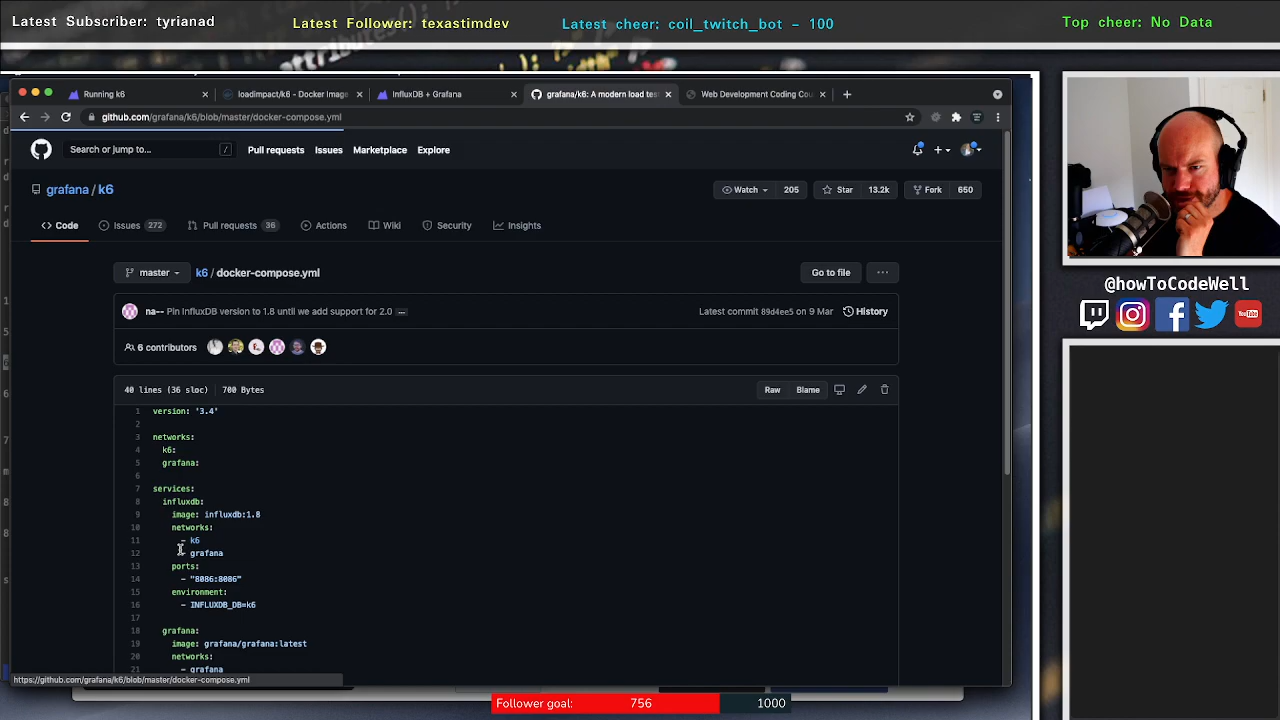 Latest Subscriber: tyrianad
Latest Follower: texastimdev
Latest cheer: coil_twitch_bot - 100
Top cheer: No Data
Running k6
loadimpact/k6 - Docker Image
InfluxDB + Grafana
grafana/k6: A modern load tes
Web Development Coding Cou
github.com/grafana/k6/blob/master/docker-compose.yml
Search or jump to...
/
Pull requests
Issues
Marketplace
Explore
grafana / k6
Watch
205
Star
13.2k
Fork
650
<> Code
Issues 272
Pull requests 36
Actions
Wiki
Security
Insights
master
k6 / docker-compose.yml
Go to file
...
na-- Pin InfluxDB version to 1.8 until we add support for 2.0 ...
Latest commit 89d4ee5 on 9 Mar
History
6 contributors
40 lines (36 sloc) | 700 Bytes
Raw
Blame
1 version: '3.4'
2
3 networks:
4 k6:
5 grafana:
6
7 services:
8 influxdb:
9 image: influxdb:1.8
10 networks:
11 - k6
12 - grafana
13 ports:
14 - "8086:8086"
15 environment:
16 - INFLUXDB_DB=k6
17
18 grafana:
19 image: grafana/grafana:latest
20 networks:
21 - grafana
https://github.com/grafana/k6/blob/master/docker-compose.yml
@howToCodeWell
You Tube
Follower goal: 756 1000